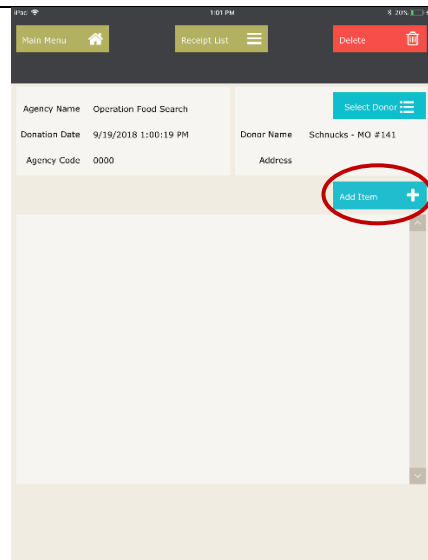 iPad 1:01 PM 20%
Main Menu Receipt List Delete
Select Donor
Agency Name Operation Food Search
Donation Date 9/19/2018 1:00:19 PM Donor Name Schnucks - MO #141
Agency Code 0000 Address
Add Item